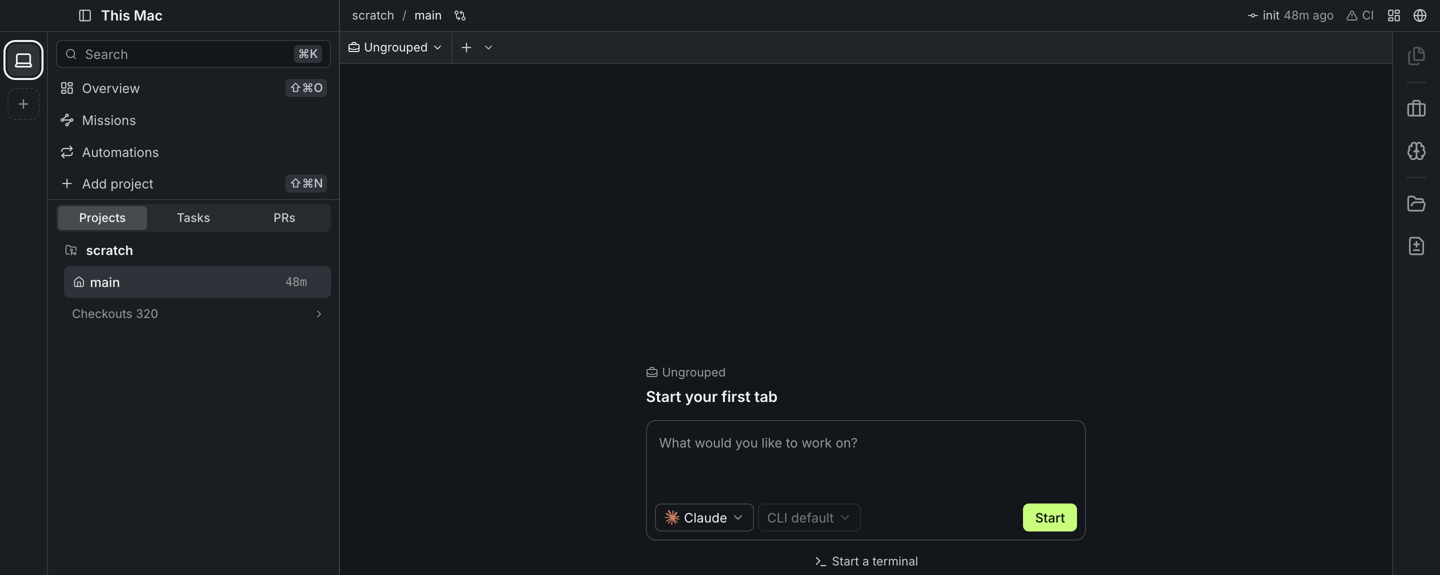 This Mac
scratch / main
init 48m ago
CI
Search ⌘K
Overview ⇧⌘O
Missions
Automations
Add project ⇧⌘N
Projects Tasks PRs
scratch
main 48m
Checkouts 320
Ungrouped
Ungrouped
Start your first tab
What would you like to work on?
Claude CLI default Start
Start a terminal